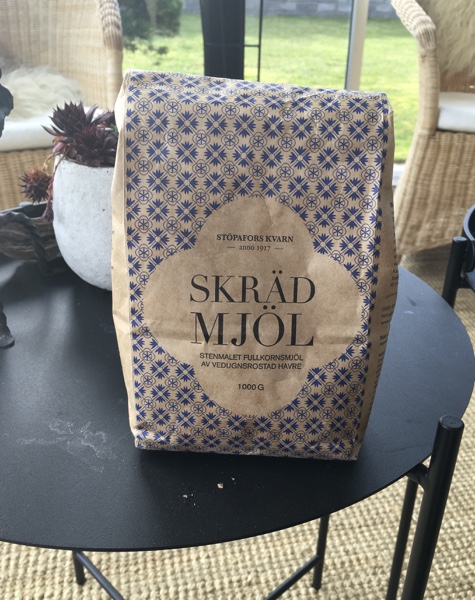 STÖPAFORS KVARN
anno 1917
SKRÄD
MJÖL
STENMALET FULLKORNSMJÖL
AV VEDUGNSROSTAD HAVRE
1000 G